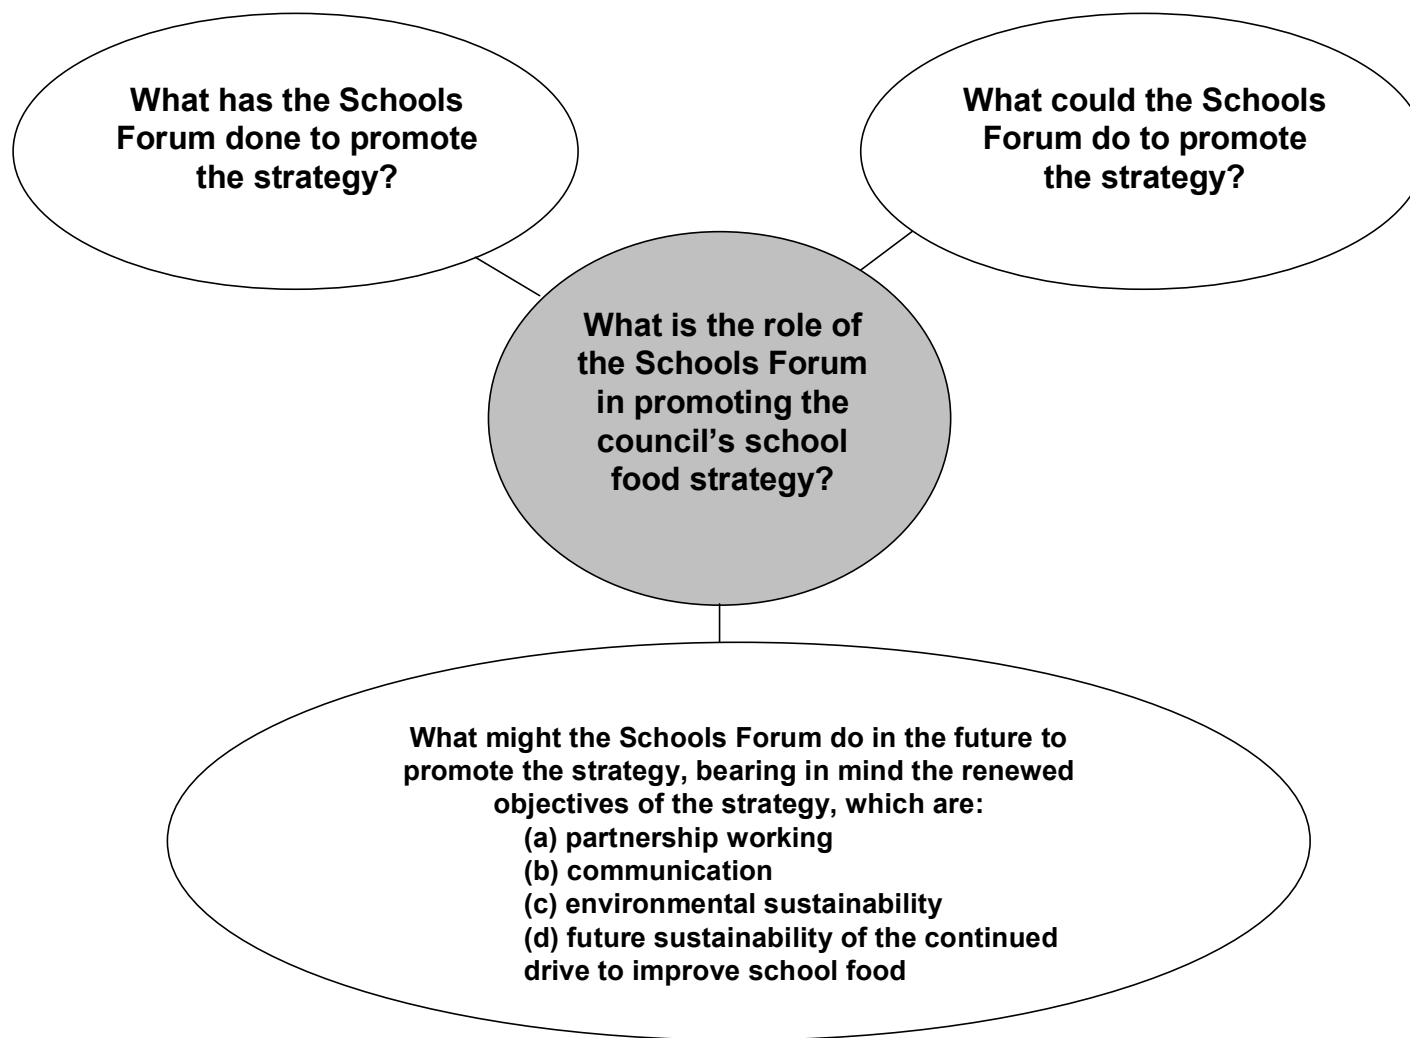 What has the Schools
Forum done to promote
the strategy?
What could the Schools
Forum do to promote
the strategy?
What is the role of
the Schools Forum
in promoting the
council’s school
food strategy?
What might the Schools Forum do in the future to
promote the strategy, bearing in mind the renewed
objectives of the strategy, which are:
(a) partnership working
(b) communication
(c) environmental sustainability
(d) future sustainability of the continued
drive to improve school food